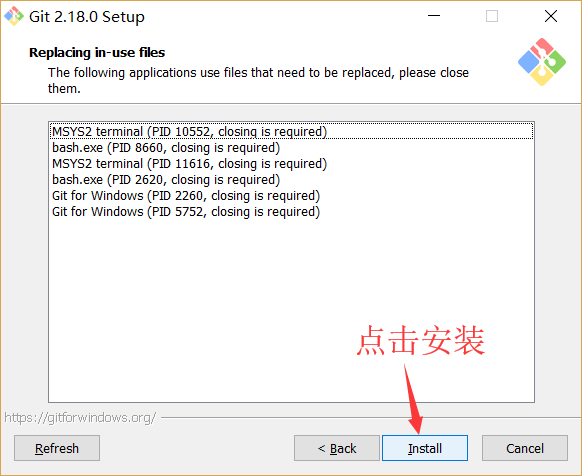 Git 2.18.0 Setup
Replacing in-use files
The following applications use files that need to be replaced, please close
them.
MSYS2 terminal (PID 10552, closing is required)
bash.exe (PID 8660, closing is required)
MSYS2 terminal (PID 11616, closing is required)
bash.exe (PID 2620, closing is required)
Git for Windows (PID 2260, closing is required)
Git for Windows (PID 5752, closing is required)
点击安装
https://gitforwindows.org/
Refresh
< Back
Install
Cancel